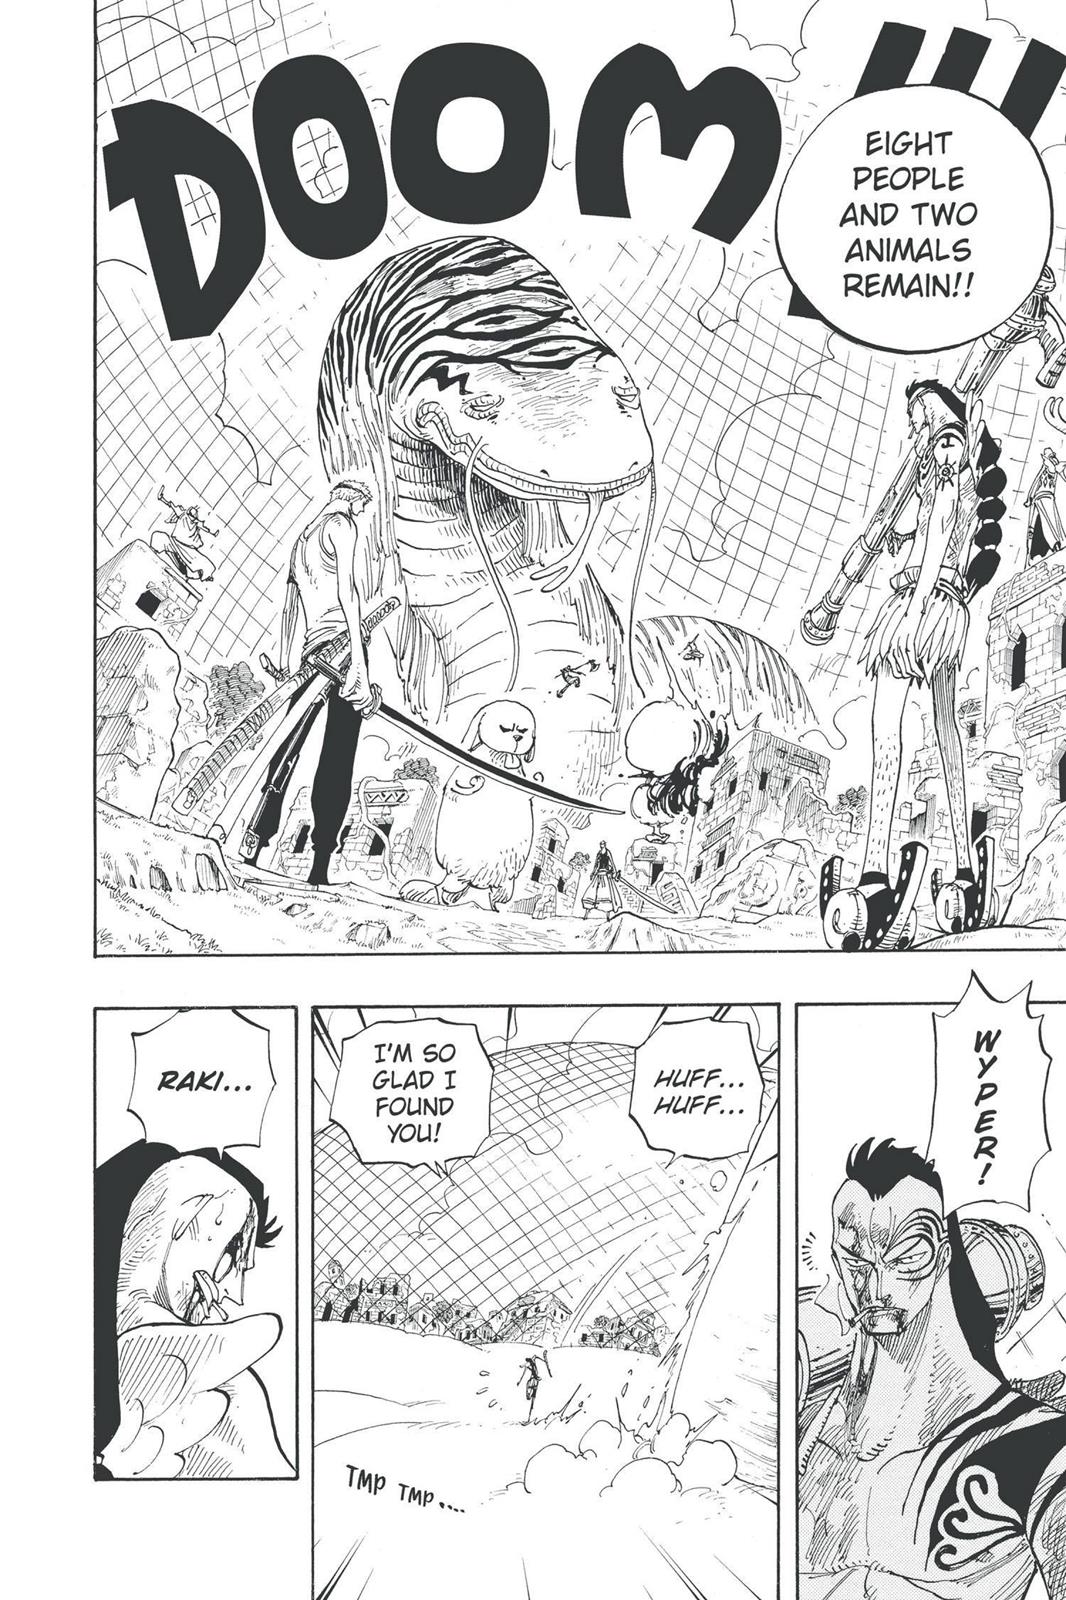 DOOM!!!
EIGHT
PEOPLE
AND TWO
ANIMALS
REMAIN!!
WYPER!
HUFF...
HUFF...
I'M SO
GLAD I
FOUND
YOU!
TMP TMP....
RAKI...